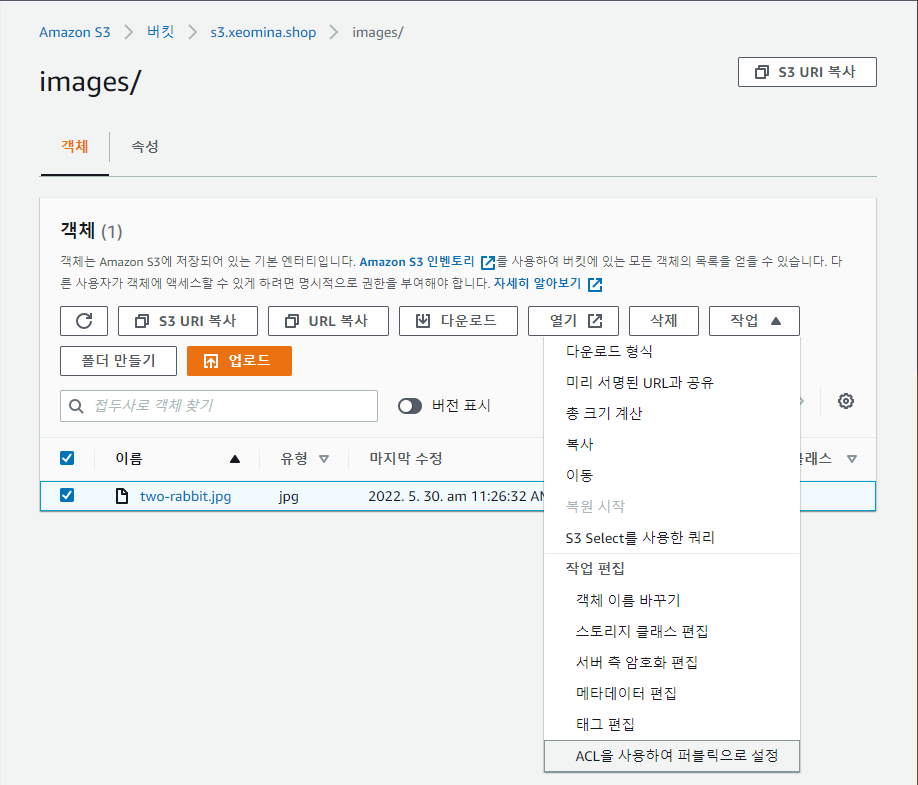 Amazon S3 > 버킷 > s3.xeomina.shop > images/
images/
S3 URI 복사
객체
속성
객체 (1)
객체는 Amazon S3에 저장되어 있는 기본 엔터티입니다. Amazon S3 인벤토리 를 사용하여 버킷에 있는 모든 객체의 목록을 얻을 수 있습니다. 다
른 사용자가 객체에 액세스할 수 있게 하려면 명시적으로 권한을 부여해야 합니다. 자세히 알아보기
S3 URI 복사 URL 복사 다운로드 열기 삭제 작업
폴더 만들기 업로드
접두사로 객체 찾기 버전 표시
이름 유형 마지막 수정 클래스
two-rabbit.jpg jpg 2022. 5. 30. am 11:26:32 AM
다운로드 형식
미리 서명된 URL과 공유
총 크기 계산
복사
이동
복원 시작
S3 Select를 사용한 쿼리
작업 편집
객체 이름 바꾸기
스토리지 클래스 편집
서버 측 암호화 편집
메타데이터 편집
태그 편집
ACL을 사용하여 퍼블릭으로 설정